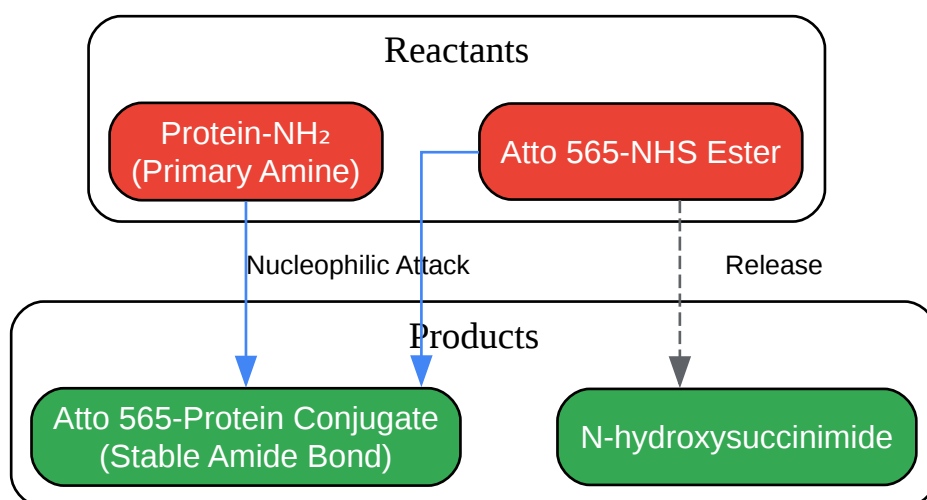 Reactants
Protein-NH₂
(Primary Amine)
Atto 565-NHS Ester
Nucleophilic Attack
Release
Products
Atto 565-Protein Conjugate
(Stable Amide Bond)
N-hydroxysuccinimide